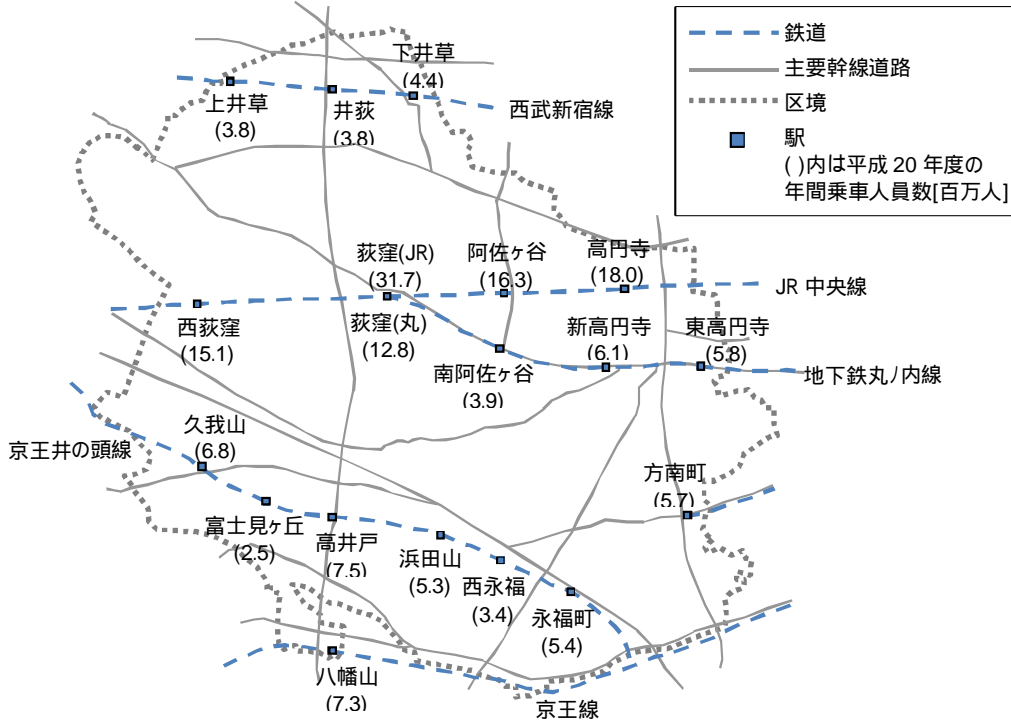 鉄道
主要幹線道路
区境
駅
( )内は平成 20 年度の
年間乗車人員数[百万人]
下井草
(4.4)
上井草
(3.8)
井荻
(3.8)
西武新宿線
荻窪(JR)
(31.7)
阿佐ヶ谷
(16.3)
高円寺
(18.0)
JR 中央線
西荻窪
(15.1)
荻窪(丸)
(12.8)
新高円寺
(6.1)
東高円寺
(5.8)
南阿佐ヶ谷
(3.9)
地下鉄丸ノ内線
久我山
(6.8)
京王井の頭線
方南町
(5.7)
富士見ヶ丘
(2.5)
高井戸
(7.5)
浜田山
(5.3)
西永福
(3.4)
永福町
(5.4)
八幡山
(7.3)
京王線